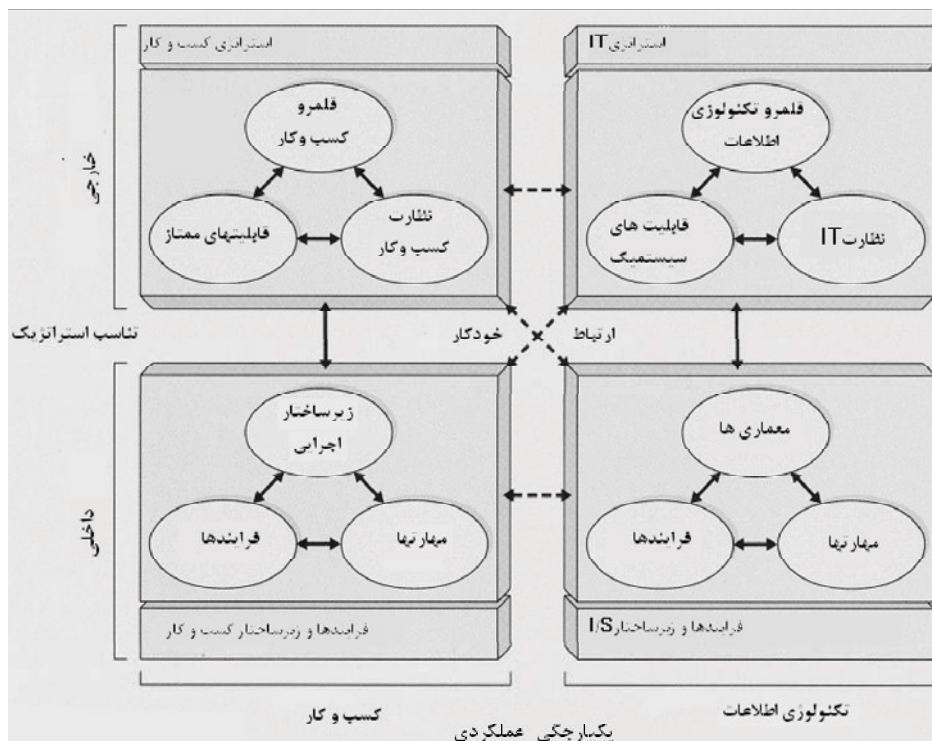 استراتژی IT
استراتژی کسب و کار
قلمرو تکنولوژی
اطلاعات
قابلیت های
سیستمیک
نظارت IT
قلمرو
کسب وکار
قابلیتهای ممتاز
نظارت
کسب وکار
خارجی
تناسب استراتژیک
خودکار
ارتباط
معماری ها
فرایندها
مهارتها
زیرساختار
اجرایی
فرایندها
مهارتها
داخلی
فرایندها و زیرساختار I/S
فرایندها و زیرساختار کسب و کار
تکنولوژی اطلاعات
کسب و کار
یکپارچگی عملکردی